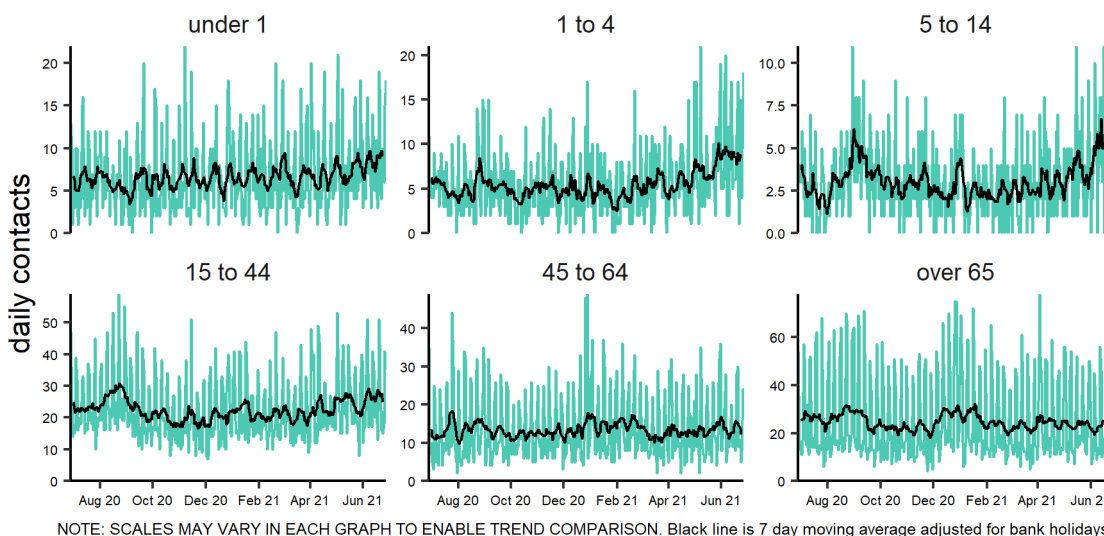 under 1
1 to 4
5 to 14
20
15
10
5
0
20
15
10
5
0
10.0
7.5
5.0
2.5
0.0
daily contacts
15 to 44
45 to 64
over 65
50
40
30
20
10
0
40
30
20
10
0
60
40
20
0
Aug 20 Oct 20 Dec 20 Feb 21 Apr 21 Jun 21
Aug 20 Oct 20 Dec 20 Feb 21 Apr 21 Jun 21
Aug 20 Oct 20 Dec 20 Feb 21 Apr 21 Jun 2
NOTE: SCALES MAY VARY IN EACH GRAPH TO ENABLE TREND COMPARISON. Black line is 7 day moving average adjusted for bank holidays